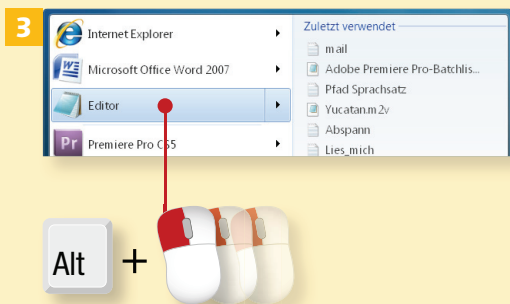 3
Internet Explorer
Microsoft Office Word 2007
Editor
Pr Premiere Pro CS5
Zuletzt verwendet
mail
Adobe Premiere Pro-Batchlis...
Pfad Sprachsatz
Yucatan.m2v
Abspann
Lies_mich
Alt +